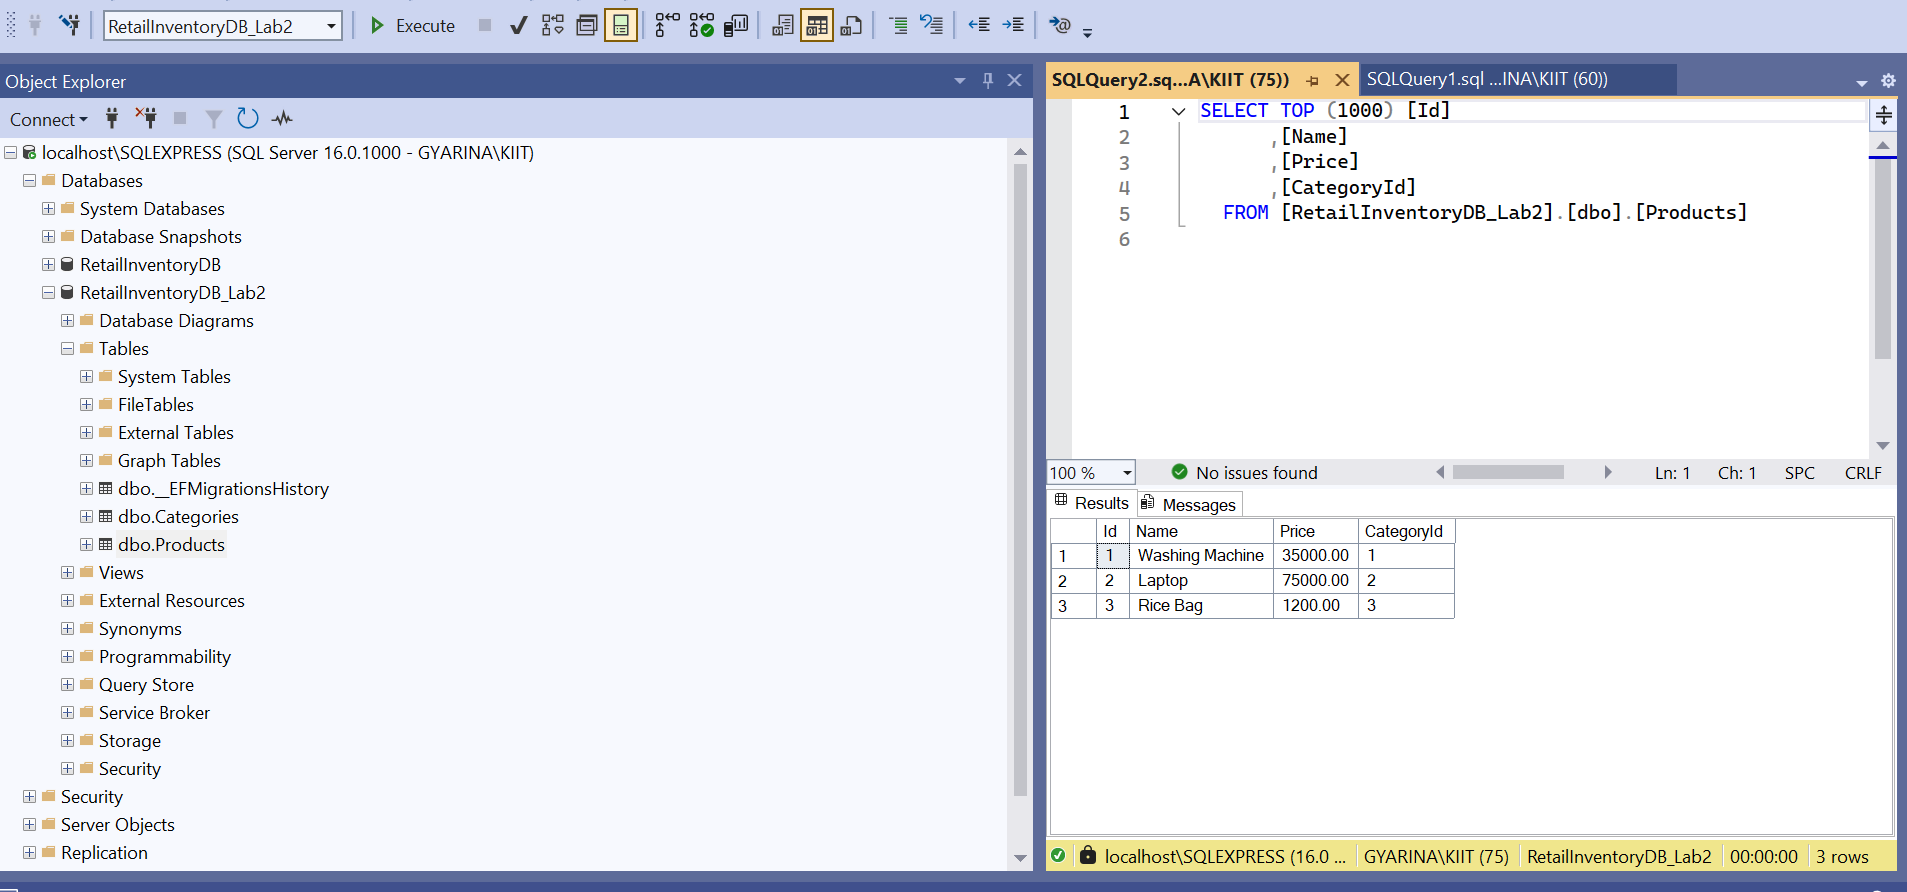 RetailInventoryDB_Lab2
Execute
Object Explorer
Connect
localhost\SQLEXPRESS (SQL Server 16.0.1000 - GYARINA\KIIT)
Databases
System Databases
Database Snapshots
RetailInventoryDB
RetailInventoryDB_Lab2
Database Diagrams
Tables
System Tables
FileTables
External Tables
Graph Tables
dbo.__EFMigrationsHistory
dbo.Categories
dbo.Products
Views
External Resources
Synonyms
Programmability
Query Store
Service Broker
Storage
Security
Security
Server Objects
Replication
SQLQuery2.sq...A\KIIT (75)) SQLQuery1.sql ...INA\KIIT (60))
1 SELECT TOP (1000) [Id]
2 ,[Name]
3 ,[Price]
4 ,[CategoryId]
5 FROM [RetailInventoryDB_Lab2].[dbo].[Products]
6
100 % No issues found Ln: 1 Ch: 1 SPC CRLF
Results Messages
Id Name Price CategoryId
1 1 Washing Machine 35000.00 1
2 2 Laptop 75000.00 2
3 3 Rice Bag 1200.00 3
localhost\SQLEXPRESS (16.0 ... GYARINA\KIIT (75) RetailInventoryDB_Lab2 00:00:00 3 rows